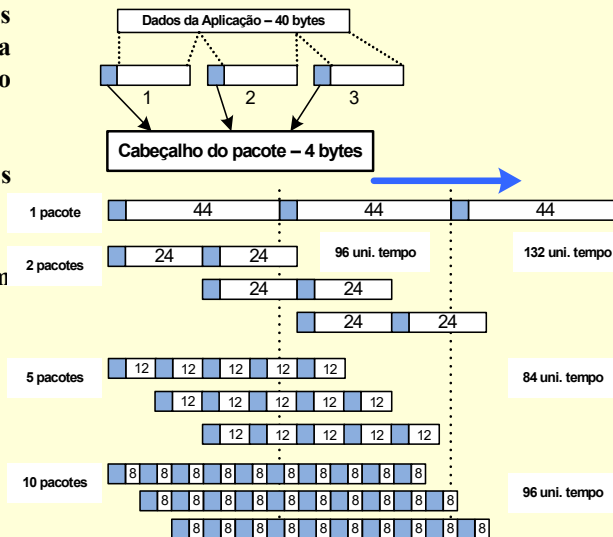 s
a
o
s
m
Dados da Aplicação – 40 bytes
1 2 3
Cabeçalho do pacote – 4 bytes
1 pacote 44 44 44
2 pacotes 24 24 96 uni. tempo 132 uni. tempo
24 24
24 24
5 pacotes 12 12 12 12 12 84 uni. tempo
12 12 12 12 12
12 12 12 12 12
10 pacotes 8 8 8 8 8 8 8 8 8 8 96 uni. tempo
8 8 8 8 8 8 8 8 8 8
8 8 8 8 8 8 8 8 8 8